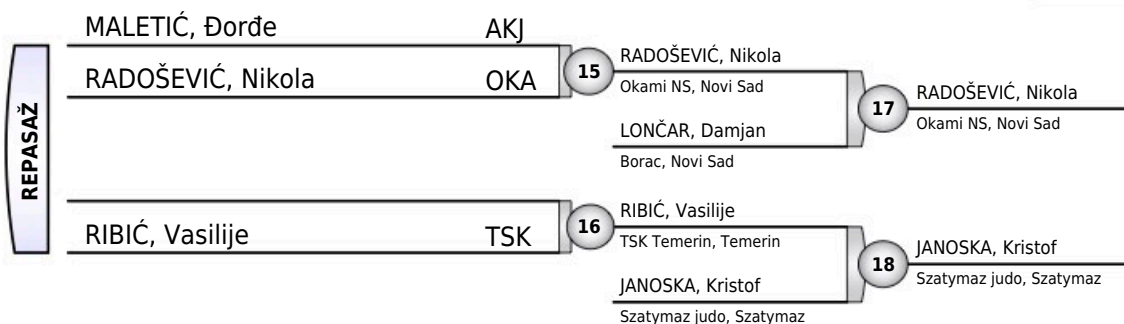 REPASAŽ
MALETIĆ, Đorđe AKJ
RADOŠEVIĆ, Nikola OKA
15
RADOŠEVIĆ, Nikola
Okami NS, Novi Sad
LONČAR, Damjan
Borac, Novi Sad
17
RADOŠEVIĆ, Nikola
Okami NS, Novi Sad
RIBIĆ, Vasilije TSK
16
RIBIĆ, Vasilije
TSK Temerin, Temerin
JANOSKA, Kristof
Szatymaz judo, Szatymaz
18
JANOSKA, Kristof
Szatymaz judo, Szatymaz